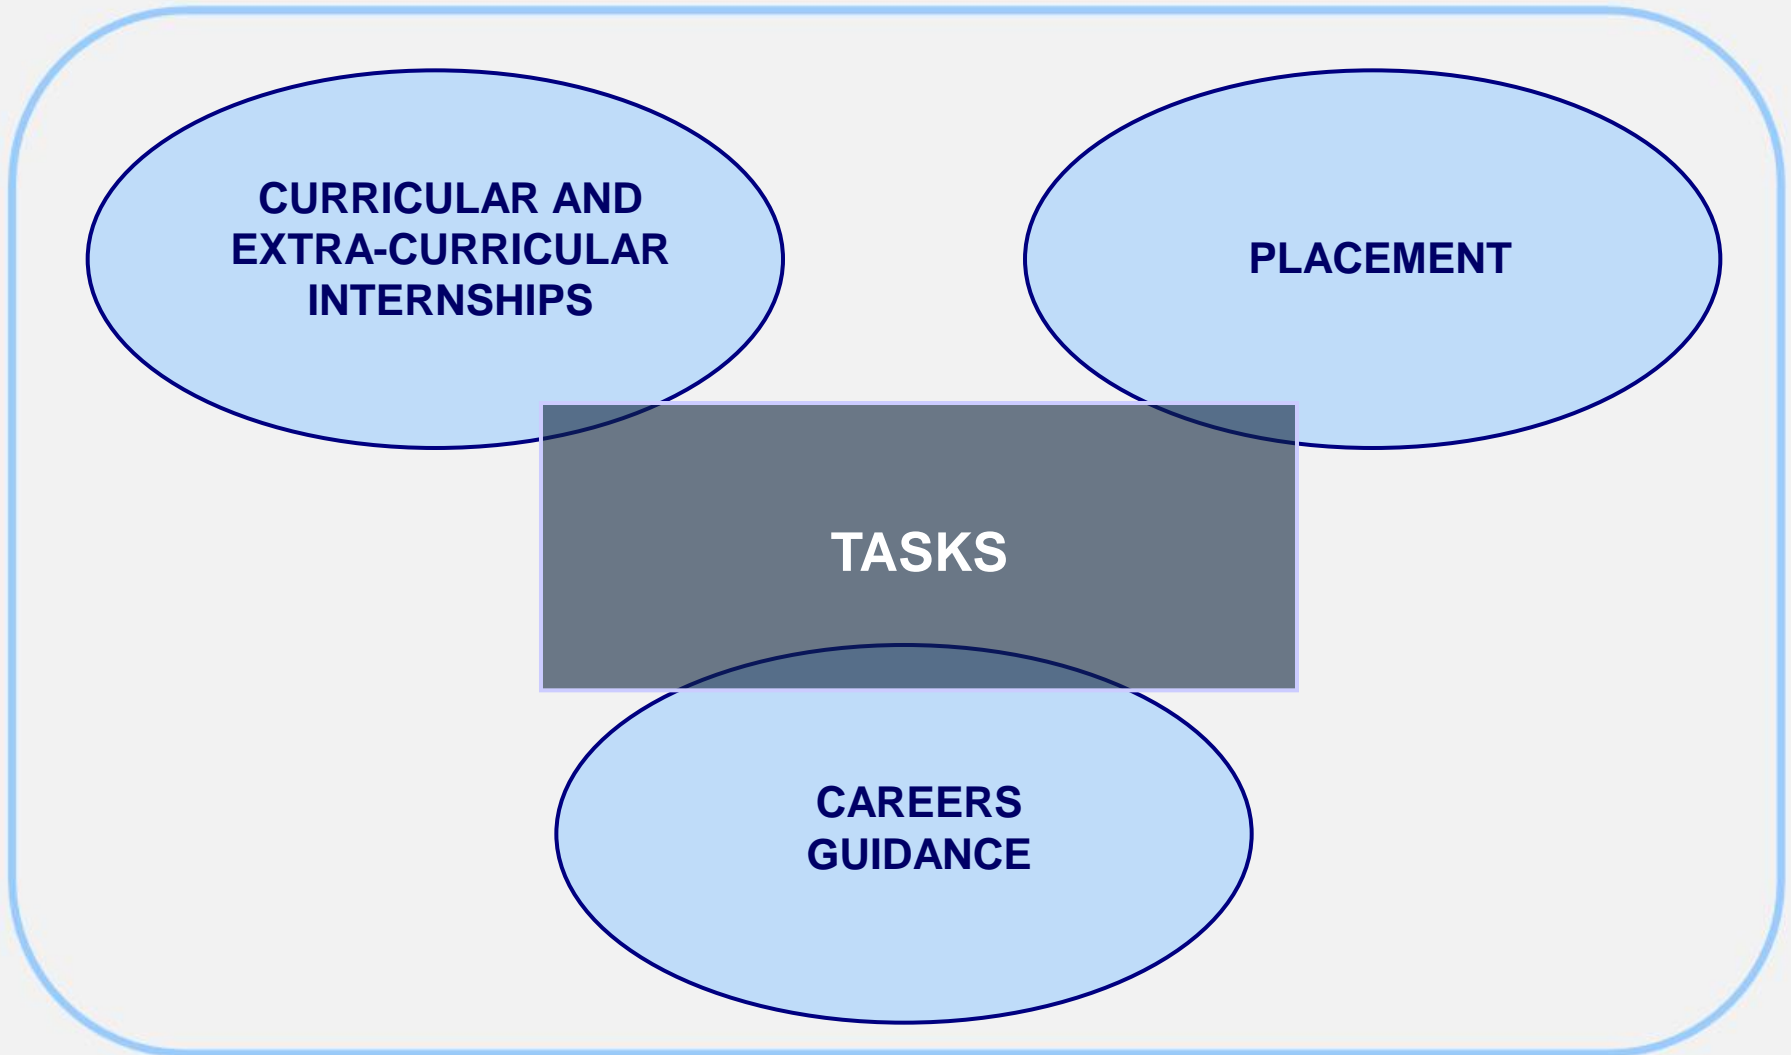 CURRICULAR AND
EXTRA-CURRICULAR
INTERNSHIPS
PLACEMENT
TASKS
CAREERS
GUIDANCE